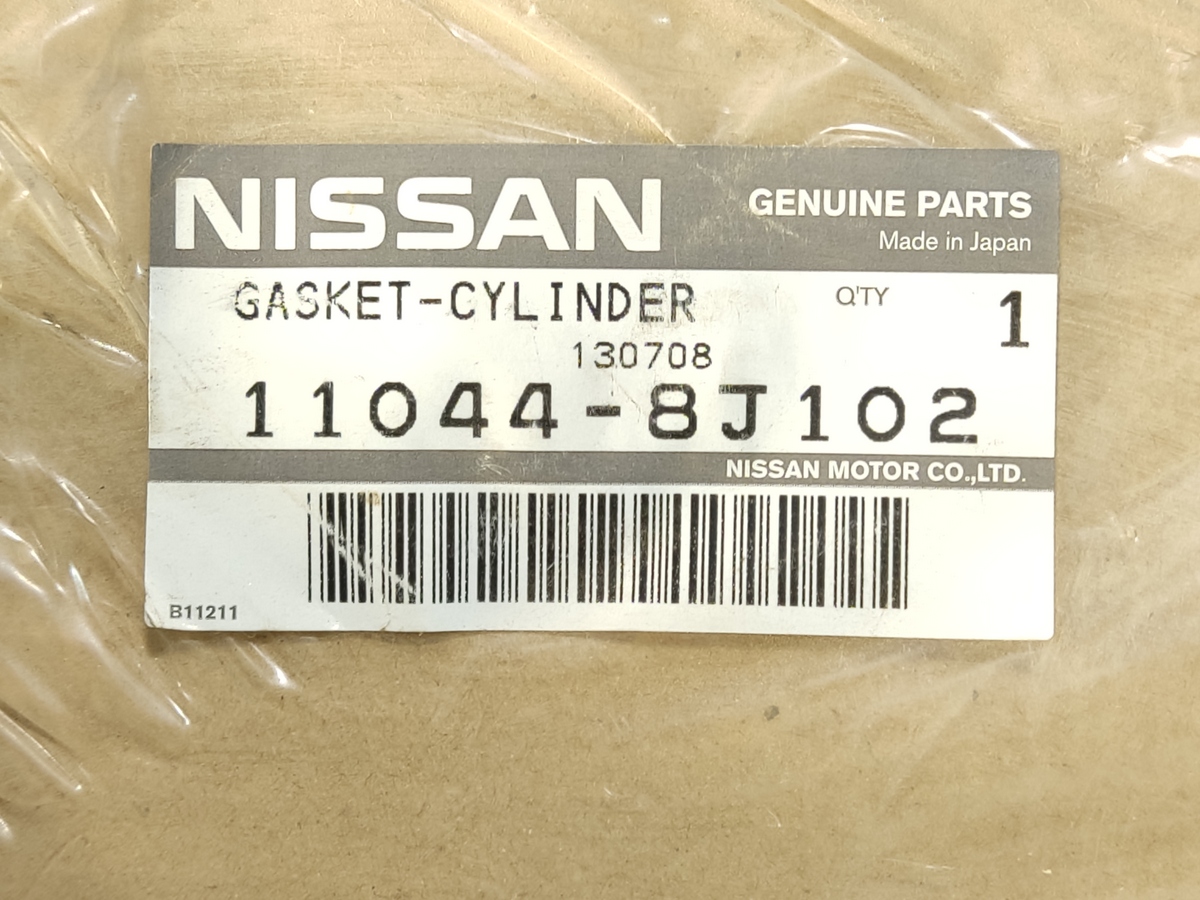 NISSAN
GENUINE PARTS
Made in Japan
GASKET-CYLINDER
Q'TY 1
130708
11044-8J102
NISSAN MOTOR CO.,LTD.
B11211